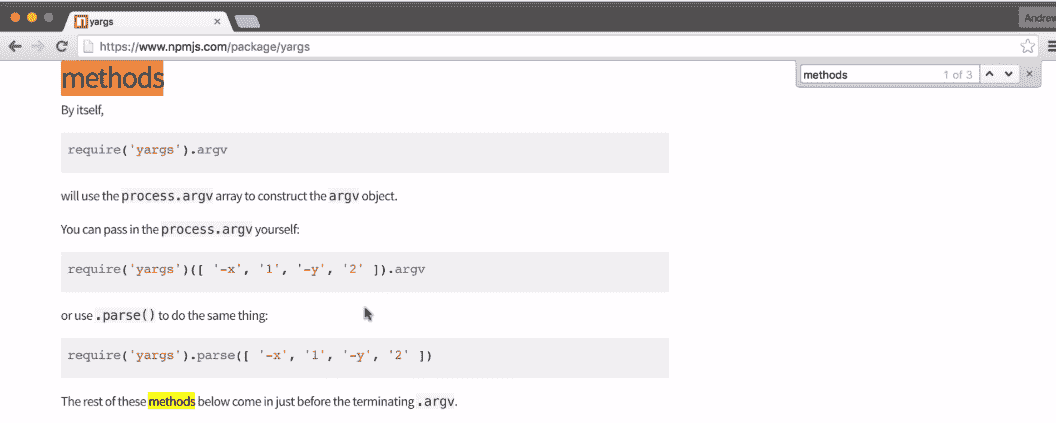 yargs
Andrew
https://www.npmjs.com/package/yargs
methods 1 of 3
methods
By itself,
require('yargs').argv
will use the process.argv array to construct the argv object.
You can pass in the process.argv yourself:
require('yargs')([ '-x', '1', '-y', '2' ]).argv
or use .parse() to do the same thing:
require('yargs').parse([ '-x', '1', '-y', '2' ])
The rest of these methods below come in just before the terminating .argv.